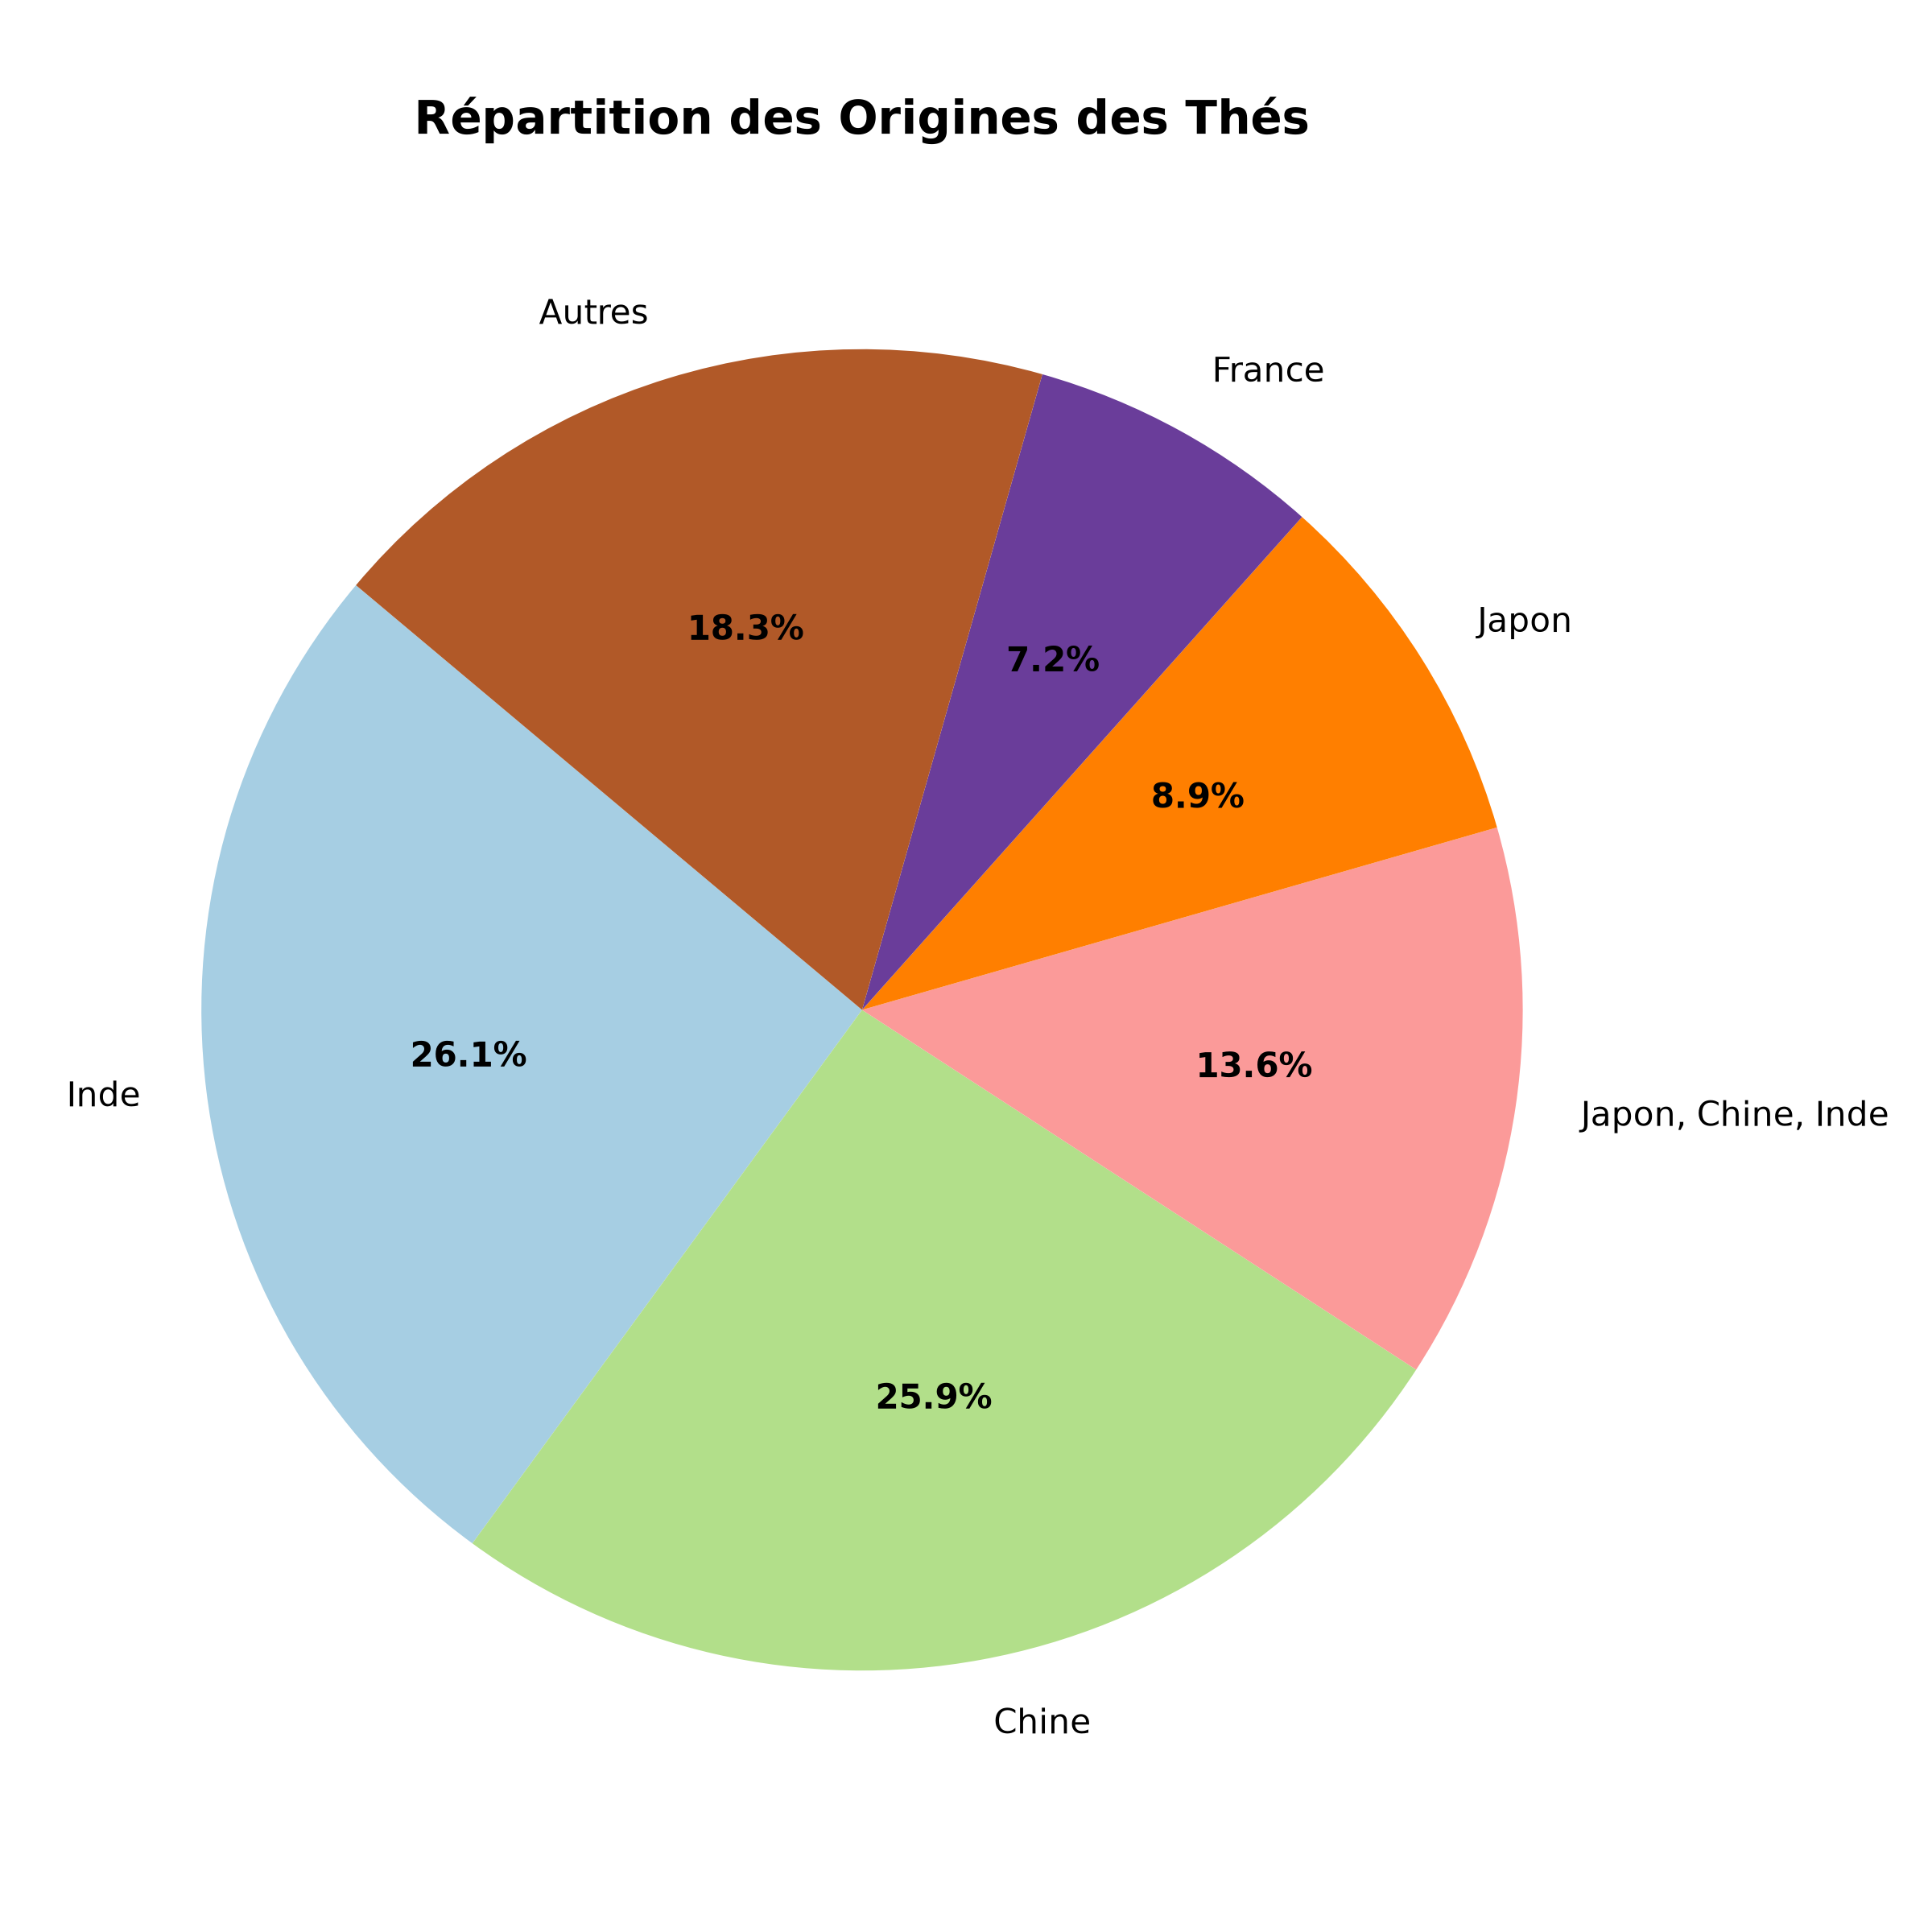 Répartition des Origines des Thés
Autres
France
Japon
18.3%
7.2%
8.9%
26.1%
13.6%
Inde
Japon, Chine, Inde
25.9%
Chine